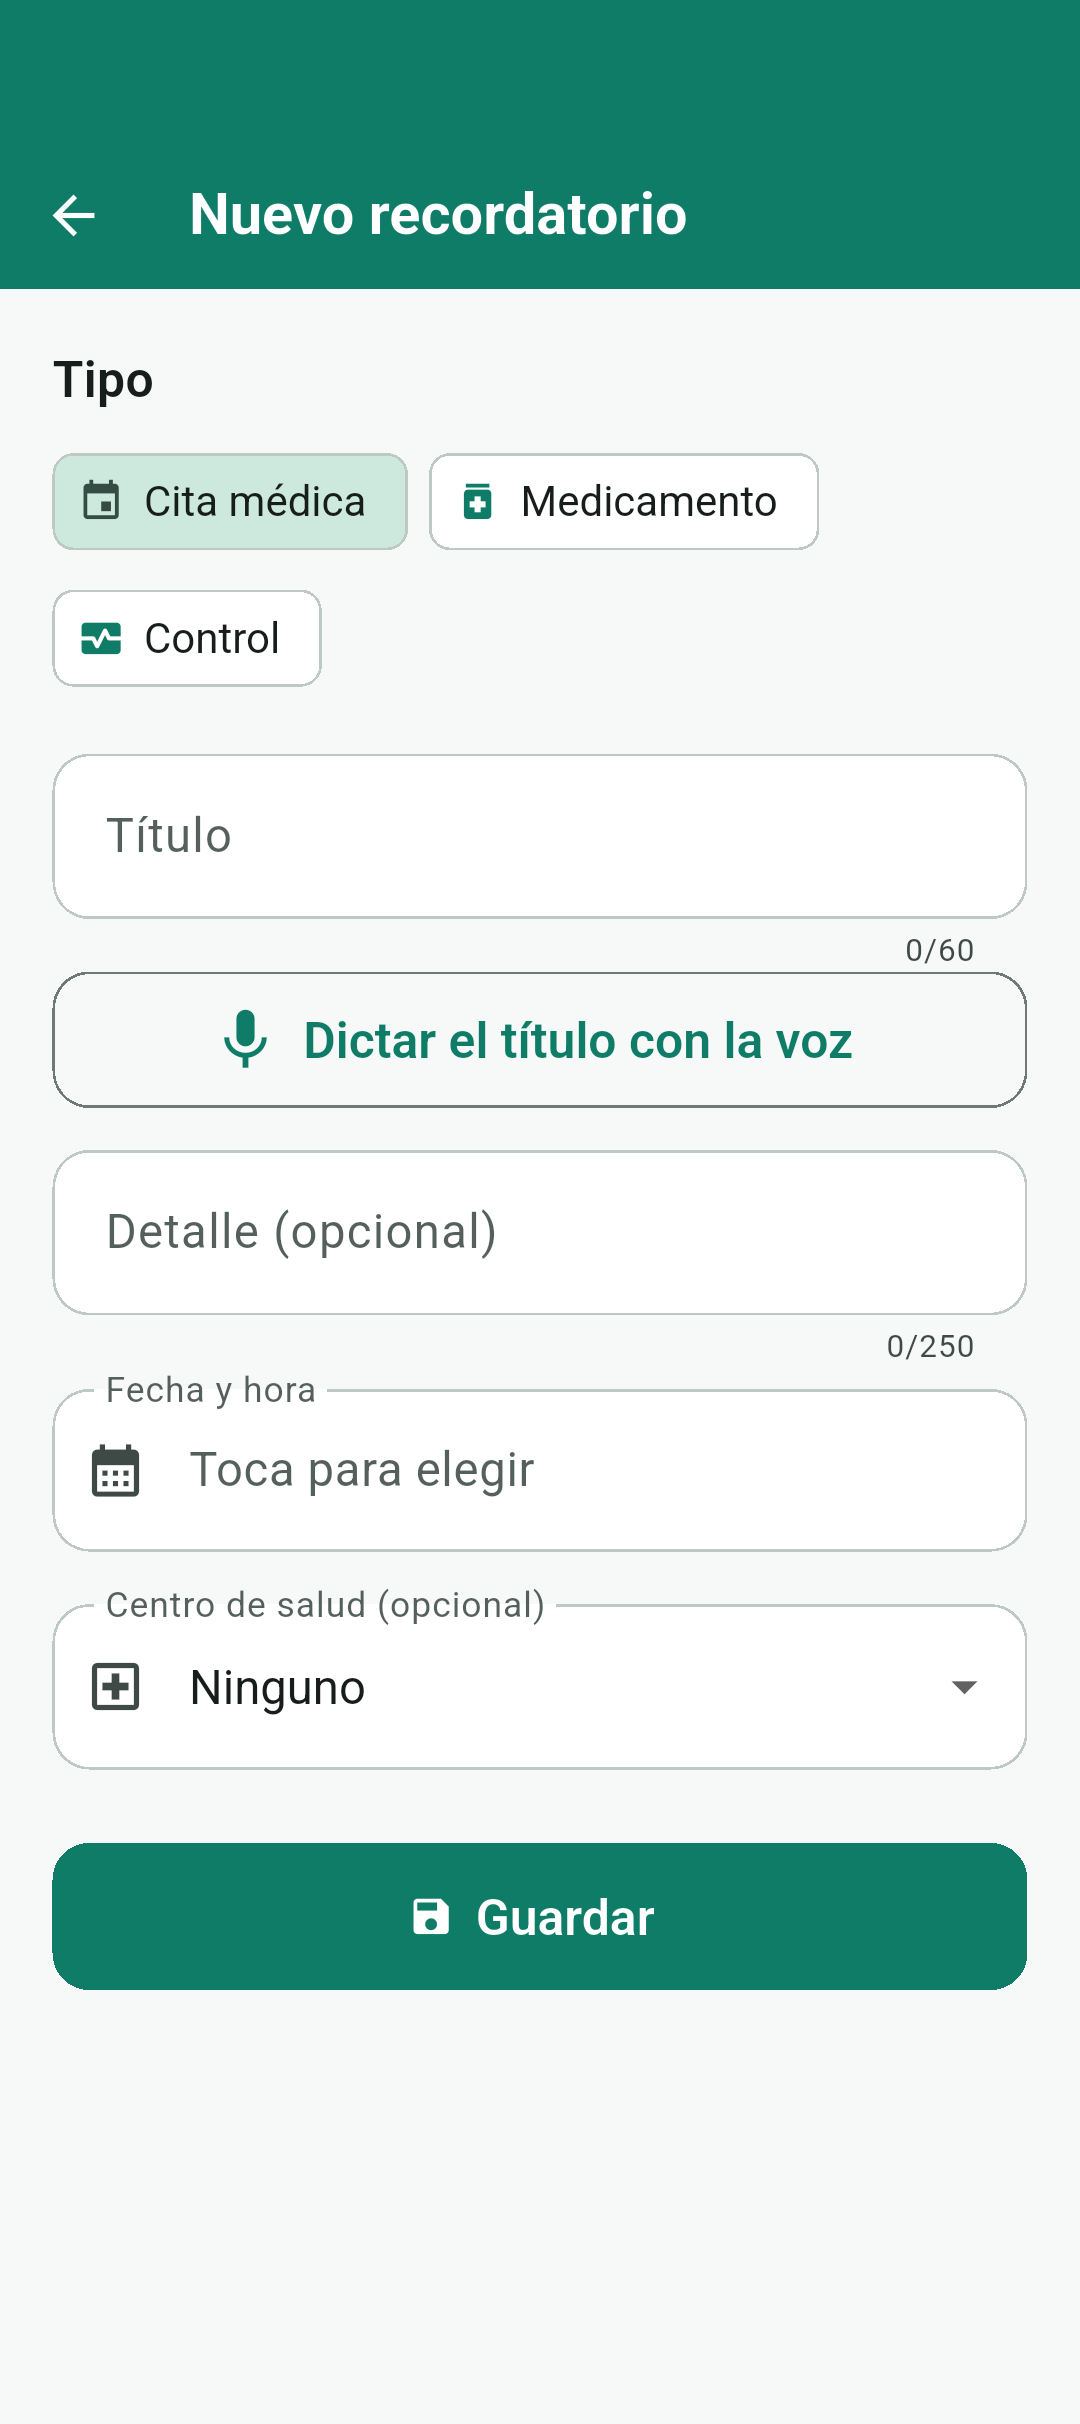 Nuevo recordatorio
Tipo
Cita médica
Medicamento
Control
Título
0/60
Dictar el título con la voz
Detalle (opcional)
0/250
Fecha y hora
Toca para elegir
Centro de salud (opcional)
Ninguno
Guardar